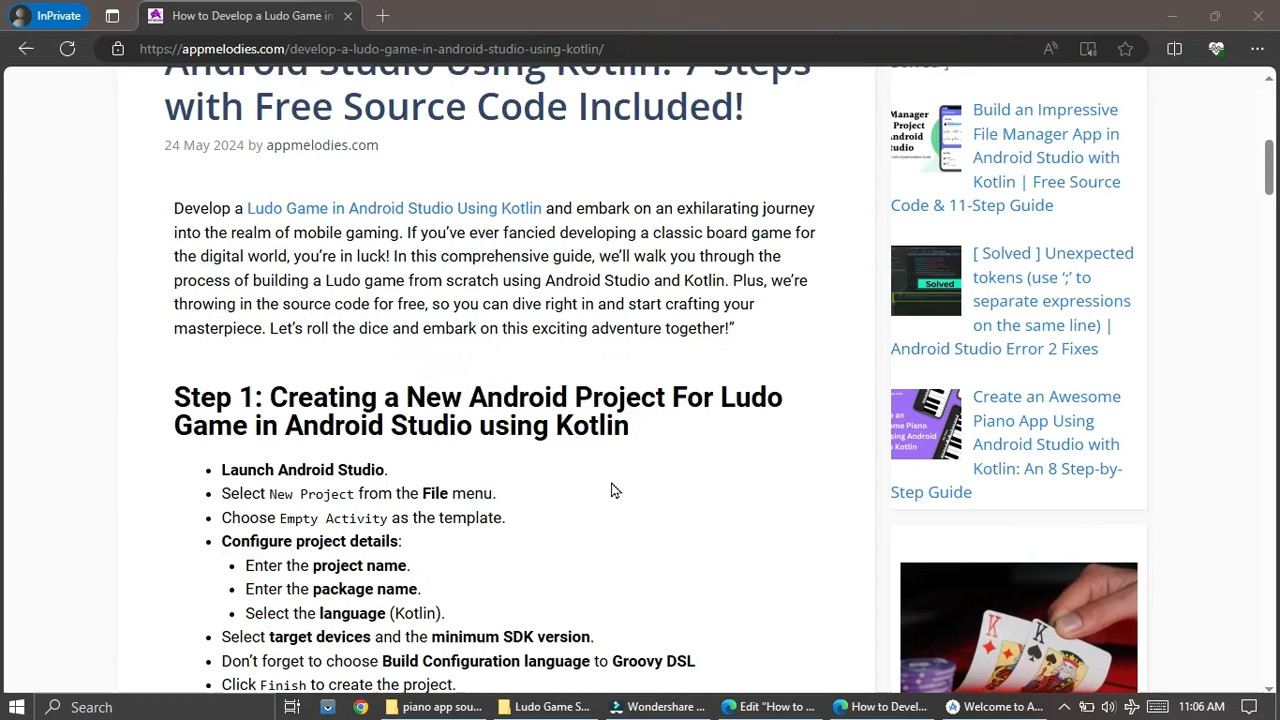 InPrivate
How to Develop a Ludo Game in
https://appmelodies.com/develop-a-ludo-game-in-android-studio-using-kotlin/
Android Studio Using Kotlin: 7 Steps
with Free Source Code Included!
24 May 2024 by appmelodies.com
Develop a Ludo Game in Android Studio Using Kotlin and embark on an exhilarating journey
into the realm of mobile gaming. If you’ve ever fancied developing a classic board game for
the digital world, you’re in luck! In this comprehensive guide, we’ll walk you through the
process of building a Ludo game from scratch using Android Studio and Kotlin. Plus, we’re
throwing in the source code for free, so you can dive right in and start crafting your
masterpiece. Let’s roll the dice and embark on this exciting adventure together!”
Step 1: Creating a New Android Project For Ludo
Game in Android Studio using Kotlin
• Launch Android Studio.
• Select New Project from the File menu.
• Choose Empty Activity as the template.
• Configure project details:
• Enter the project name.
• Enter the package name.
• Select the language (Kotlin).
• Select target devices and the minimum SDK version.
• Don’t forget to choose Build Configuration language to Groovy DSL
• Click Finish to create the project.
Solved ]
Manager
Project
Android
Studio
Build an Impressive
File Manager App in
Android Studio with
Kotlin | Free Source
Code & 11-Step Guide
Solved
[ Solved ] Unexpected
tokens (use ‘;’ to
separate expressions
on the same line) |
Android Studio Error 2 Fixes
Create an Awesome
Piano App Using
Android Studio with
Kotlin: An 8 Step-by-
Step Guide
K
K
Search
piano app sou...
Ludo Game S...
Wondershare ...
Edit "How to ...
How to Devel...
Welcome to A...
11:06 AM